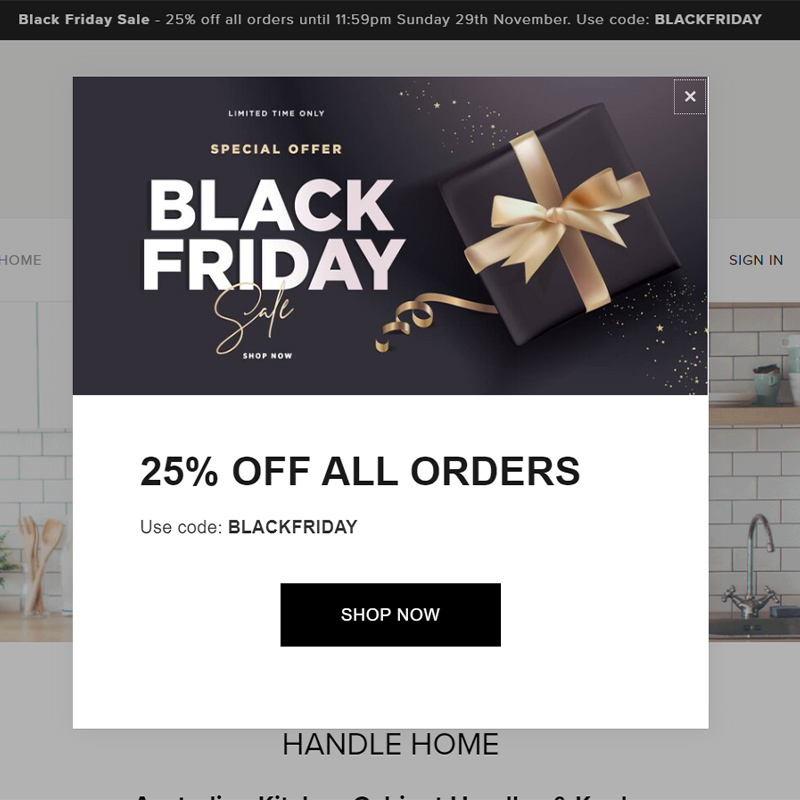 Black Friday Sale - 25% off all orders until 11:59pm Sunday 29th November. Use code: BLACKFRIDAY
×
LIMITED TIME ONLY
SPECIAL OFFER
BLACK
FRIDAY
Sale
SHOP NOW
HOME
SIGN IN
25% OFF ALL ORDERS
Use code: BLACKFRIDAY
SHOP NOW
HANDLE HOME